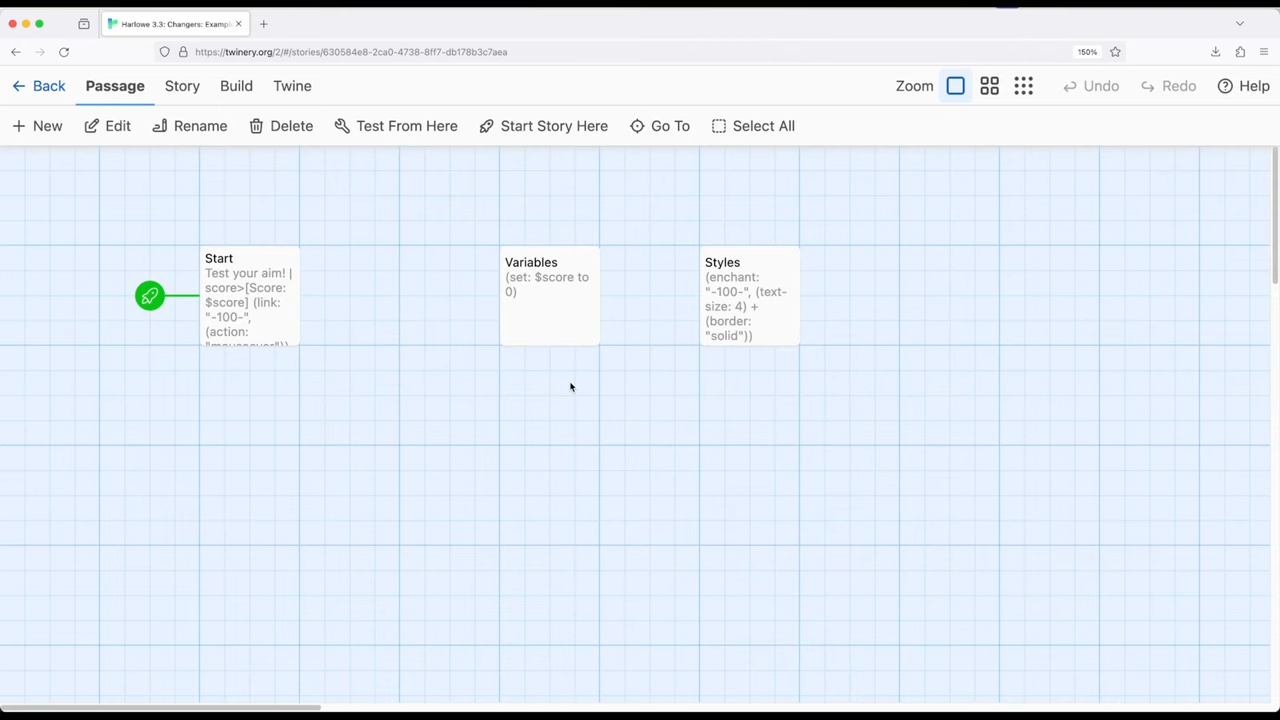 Harlowe 3.3: Changers: Exampl
https://twinery.org/2/#/stories/630584e8-2ca0-4738-8ff7-db178b3c7aea
150%
Back
Passage
Story
Build
Twine
Zoom
Undo
Redo
Help
New
Edit
Rename
Delete
Test From Here
Start Story Here
Go To
Select All
Start
Test your aim! |
score>[Score:
$score] (link:
"-100-",
(action:
"mouseover"))
Variables
(set: $score to
0)
Styles
(enchant:
"-100-", (text-
size: 4) +
(border:
"solid"))